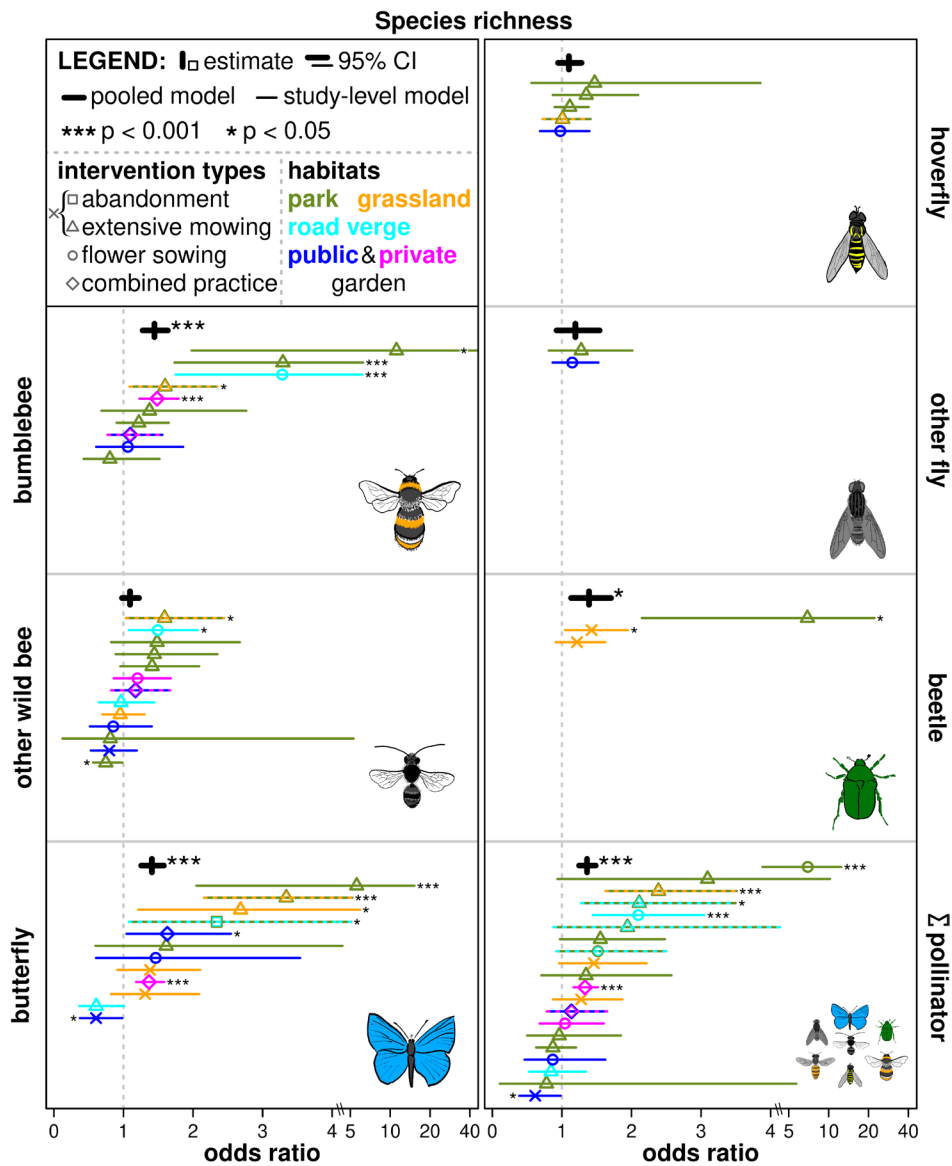 Species richness
LEGEND: estimate 95% CI
pooled model study-level model
*** p < 0.001 * p < 0.05
intervention types
abandonment
× { extensive mowing
flower sowing
combined practice
habitats
park grassland
road verge
public & private
garden
hoverfly
***
*
***
***
*
***
bumblebee
other fly
*
*
*
other wild bee
*
*
*
beetle
***
***
***
*
*
*
***
*
butterfly
***
***
***
*
***
***
*
Σ pollinator
0 1 2 3 4 5 20 40
odds ratio
0 1 2 3 4 5 10 20 40
odds ratio